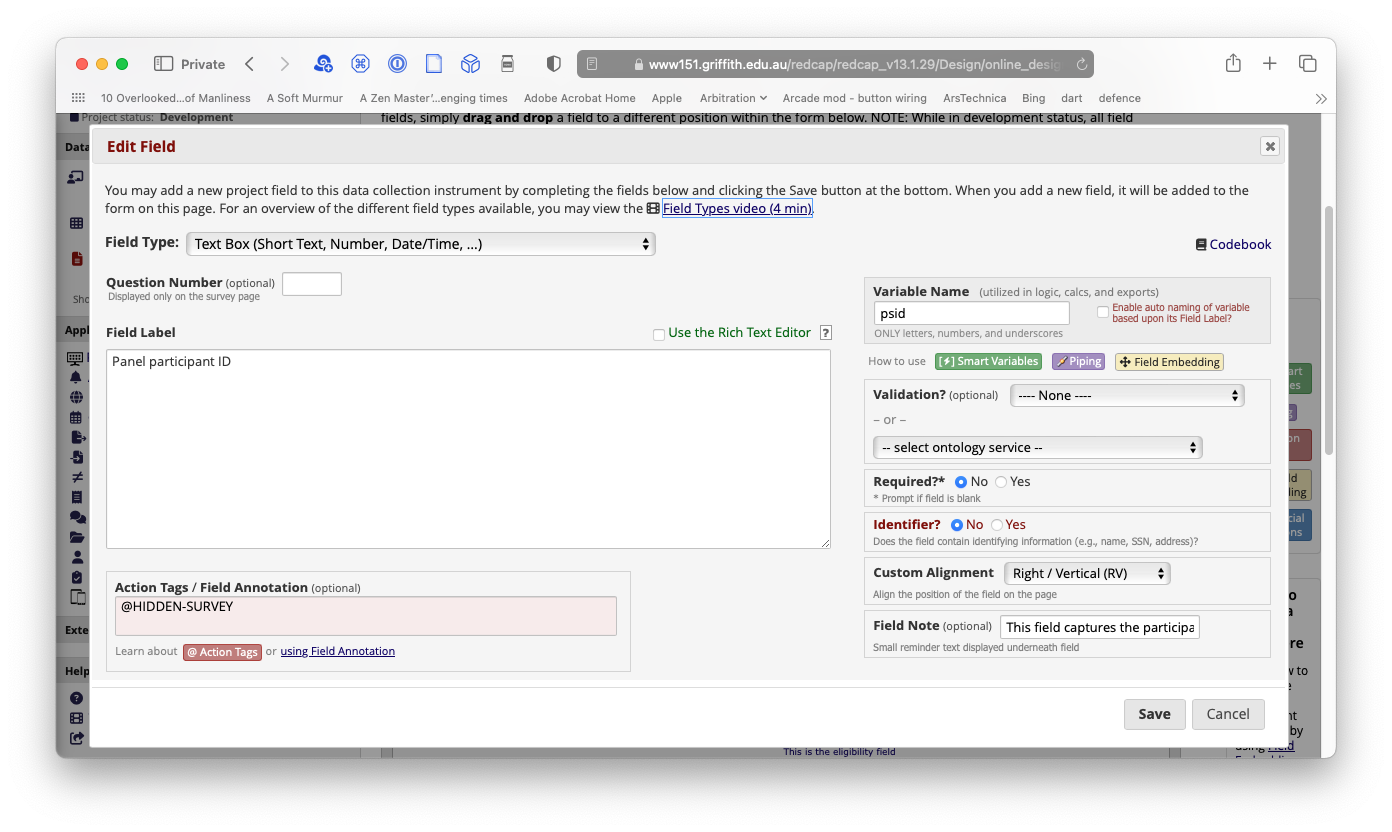 Private
www151.griffith.edu.au/redcap/redcap_v13.1.29/Design/online_desig
10 Overlooked...of Manliness A Soft Murmur A Zen Master'...enging times Adobe Acrobat Home Apple Arbitration Arcade mod - button wiring ArsTechnica Bing dart defence
Project status: Development
fields, simply drag and drop a field to a different position within the form below. NOTE: While in development status, all field
Data
Edit Field
You may add a new project field to this data collection instrument by completing the fields below and clicking the Save button at the bottom. When you add a new field, it will be added to the
form on this page. For an overview of the different field types available, you may view the Field Types video (4 min).
Field Type: Text Box (Short Text, Number, Date/Time, ...)
Codebook
Question Number (optional)
Displayed only on the survey page
Sho
Appl
Variable Name (utilized in logic, calcs, and exports)
psid
Enable auto naming of variable
based upon its Field Label?
ONLY letters, numbers, and underscores
Field Label
Use the Rich Text Editor ?
Panel participant ID
How to use [⚡] Smart Variables Piping Field Embedding
Validation? (optional) ---- None ----
– or –
-- select ontology service --
Required?* No Yes
* Prompt if field is blank
Identifier? No Yes
Does the field contain identifying information (e.g., name, SSN, address)?
Custom Alignment Right / Vertical (RV)
Align the position of the field on the page
Field Note (optional) This field captures the participa
Small reminder text displayed underneath field
Action Tags / Field Annotation (optional)
@HIDDEN-SURVEY
Learn about @ Action Tags or using Field Annotation
Exte
Help
Save Cancel
This is the eligibility field